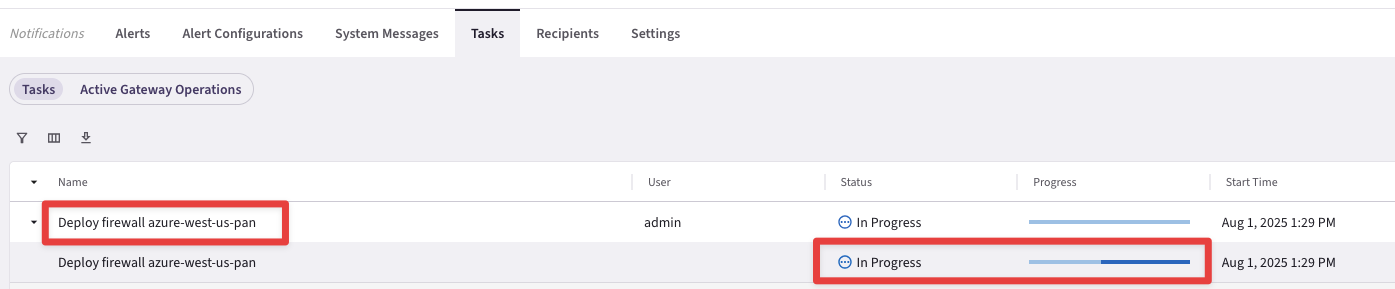 Notifications Alerts Alert Configurations System Messages Tasks Recipients Settings
Tasks Active Gateway Operations
Name User Status Progress Start Time
Deploy firewall azure-west-us-pan admin In Progress Aug 1, 2025 1:29 PM
Deploy firewall azure-west-us-pan In Progress Aug 1, 2025 1:29 PM